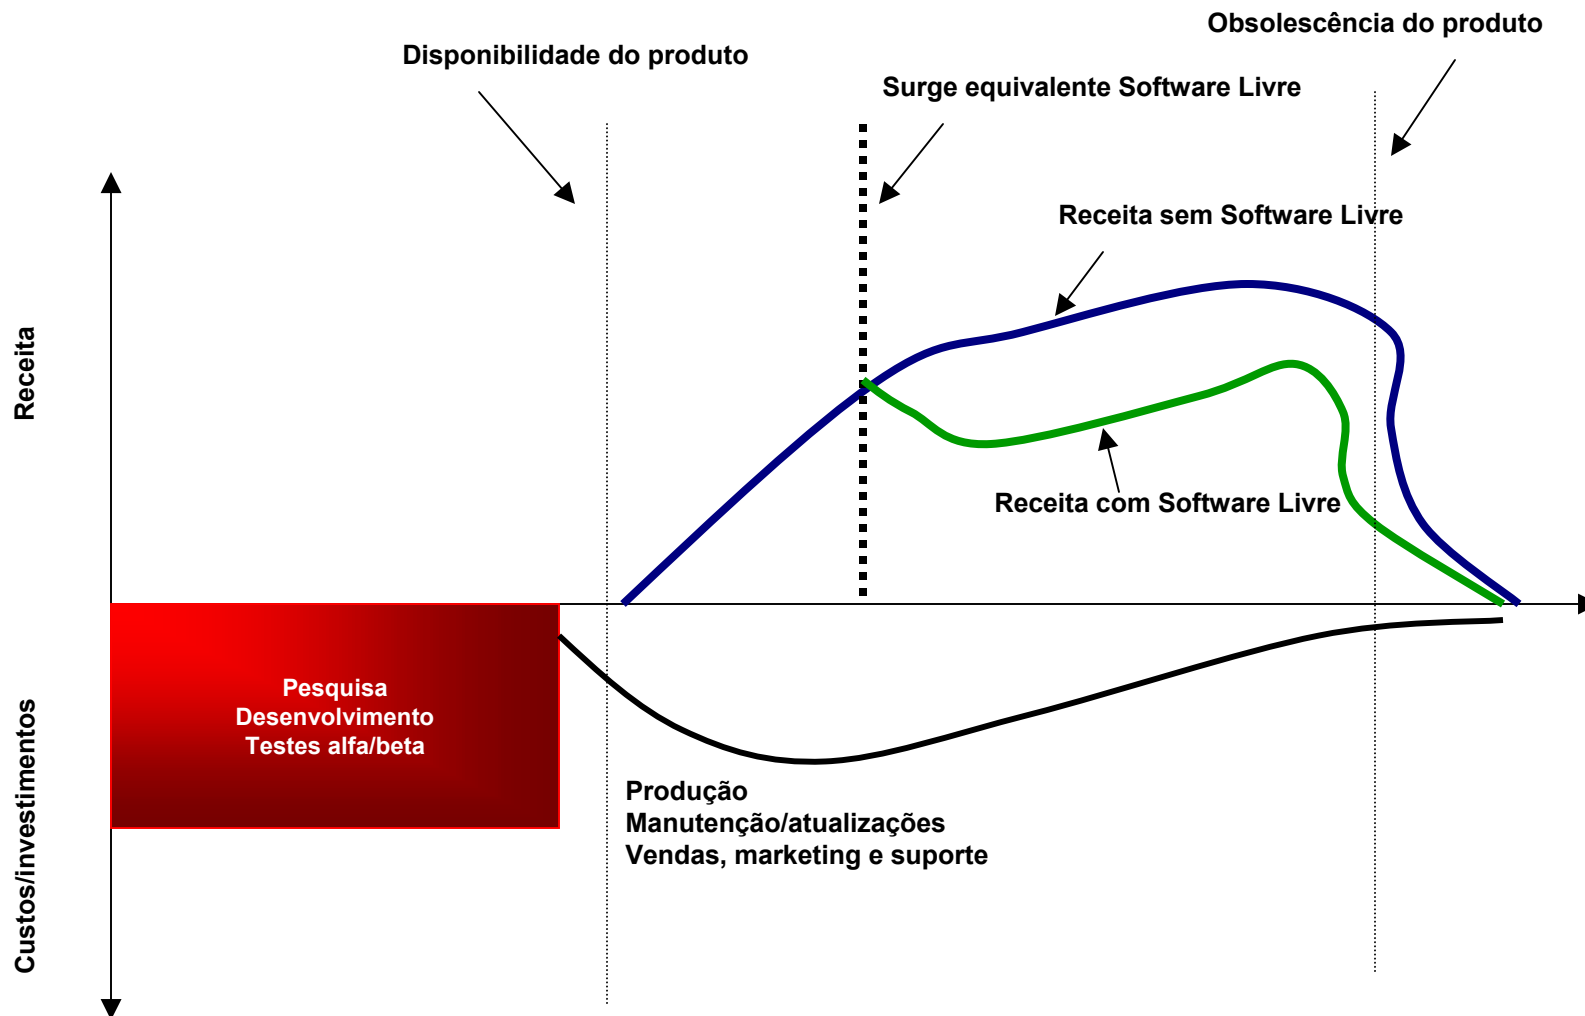 Obsolescência do produto
Disponibilidade do produto
Surge equivalente Software Livre
Receita sem Software Livre
Receita
Receita com Software Livre
Pesquisa
Desenvolvimento
Testes alfa/beta
Custos/investimentos
Produção
Manutenção/atualizações
Vendas, marketing e suporte